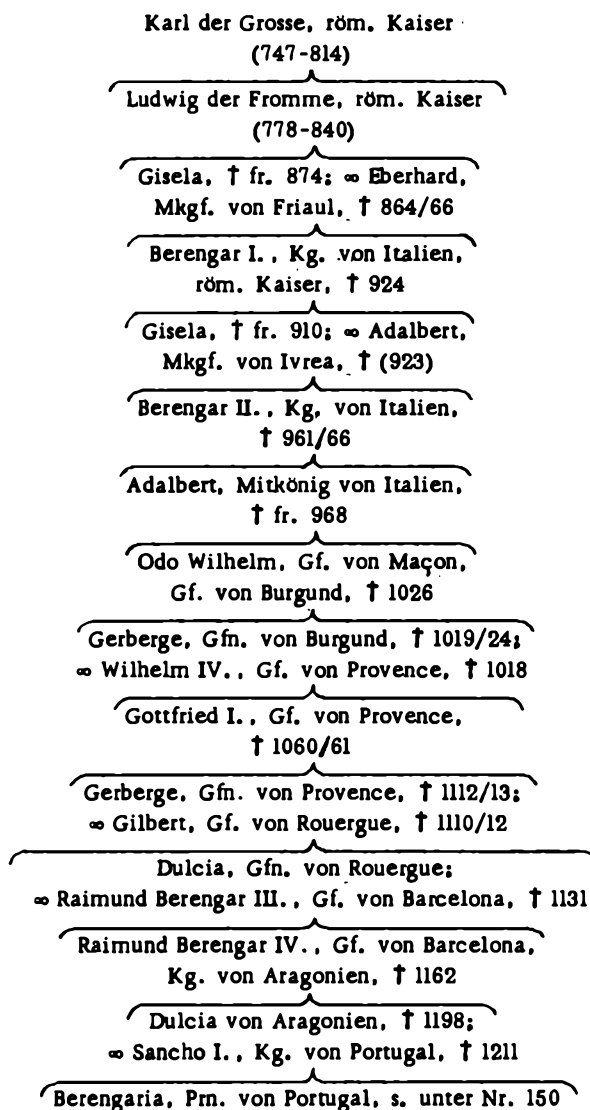 Karl der Grosse, röm. Kaiser
(747-814)
Ludwig der Fromme, röm. Kaiser
(778-840)
Gisela, † fr. 874; ∞ Eberhard,
Mkgf. von Friaul, † 864/66
Berengar I., Kg. von Italien,
röm. Kaiser, † 924
Gisela, † fr. 910; ∞ Adalbert,
Mkgf. von Ivrea, † (923)
Berengar II., Kg. von Italien,
† 961/66
Adalbert, Mitkönig von Italien,
† fr. 968
Odo Wilhelm, Gf. von Maçon,
Gf. von Burgund, † 1026
Gerberge, Gfn. von Burgund, † 1019/24;
∞ Wilhelm IV., Gf. von Provence, † 1018
Gottfried I., Gf. von Provence,
† 1060/61
Gerberge, Gfn. von Provence, † 1112/13;
∞ Gilbert, Gf. von Rouergue, † 1110/12
Dulcia, Gfn. von Rouergue;
∞ Raimund Berengar III., Gf. von Barcelona, † 1131
Raimund Berengar IV., Gf. von Barcelona,
Kg. von Aragonien, † 1162
Dulcia von Aragonien, † 1198;
∞ Sancho I., Kg. von Portugal, † 1211
Berengaria, Prn. von Portugal, s. unter Nr. 150